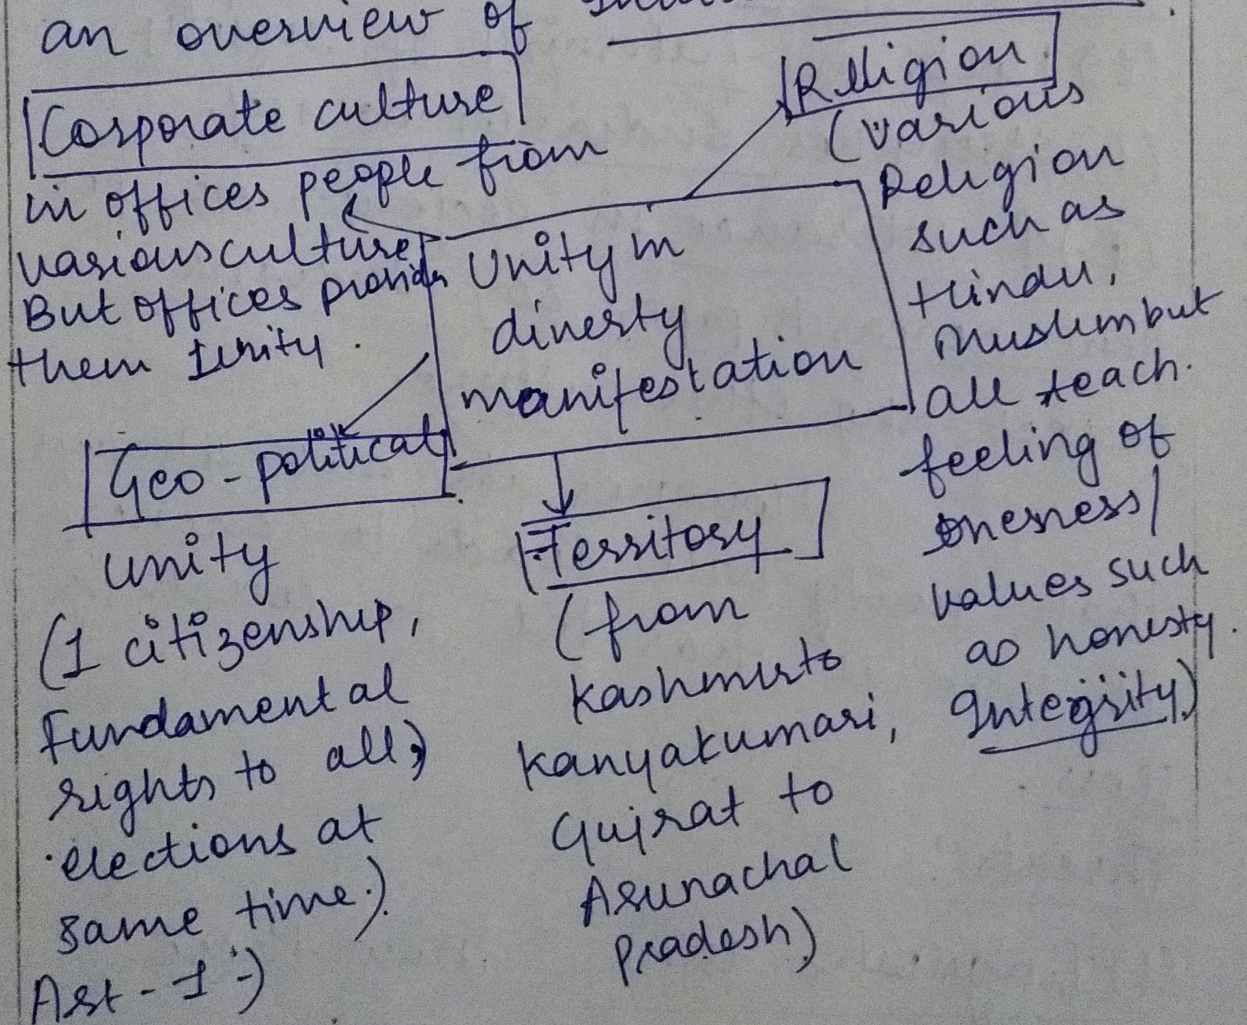 an overview of
Corporate culture
in offices people from
various culture
But offices provides
them Unity.
Religion
(various
Religion
such as
Hindu,
Muslim but
all teach.
feeling of
oneness/
values such
as honesty.
Integrity)
Unity in
diversty
manifestation
Geo-political
unity
(1 citizenship,
Fundamental
rights to all,
elections at
same time.)
Territory
(from
Kashmir to
Kanyakumari,
Gujrat to
Arunachal
Pradesh)
Art-1:-)